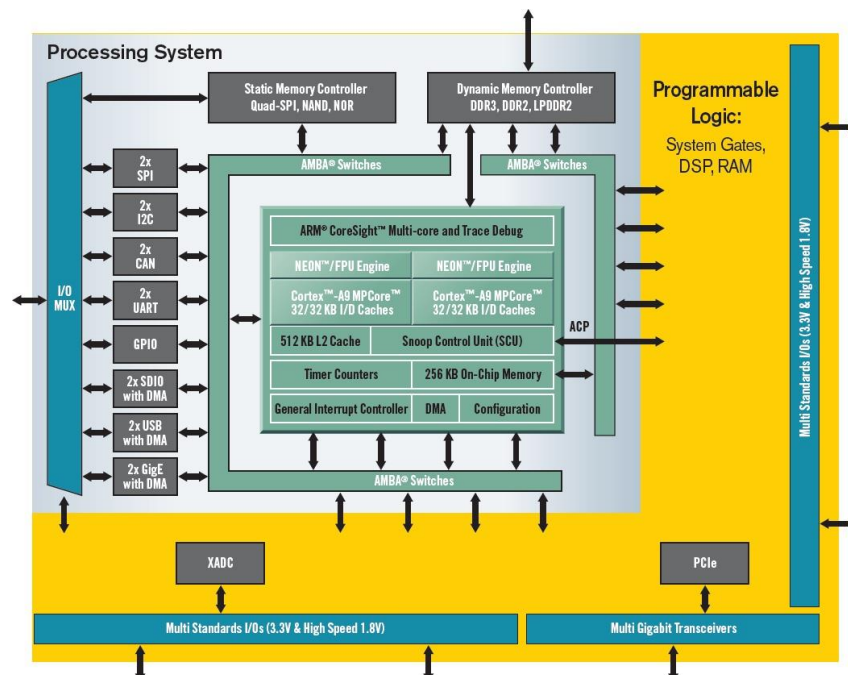 Processing System
Static Memory Controller
Quad-SPI, NAND, NOR
Dynamic Memory Controller
DDR3, DDR2, LPDDR2
Programmable
Logic:
System Gates,
DSP, RAM
AMBA® Switches
AMBA® Switches
2x
SPI
2x
I2C
2x
CAN
2x
UART
GPIO
2x SDIO
with DMA
2x USB
with DMA
2x GigE
with DMA
I/O
MUX
ARM® CoreSight™ Multi-core and Trace Debug
NEON™/FPU Engine
NEON™/FPU Engine
Cortex™-A9 MPCore™
32/32 KB I/D Caches
Cortex™-A9 MPCore™
32/32 KB I/D Caches
512 KB L2 Cache
Snoop Control Unit (SCU)
ACP
Timer Counters
256 KB On-Chip Memory
General Interrupt Controller
DMA
Configuration
AMBA® Switches
Multi Standards I/Os (3.3V & High Speed 1.8V)
XADC
PCIe
Multi Standards I/Os (3.3V & High Speed 1.8V)
Multi Gigabit Transceivers